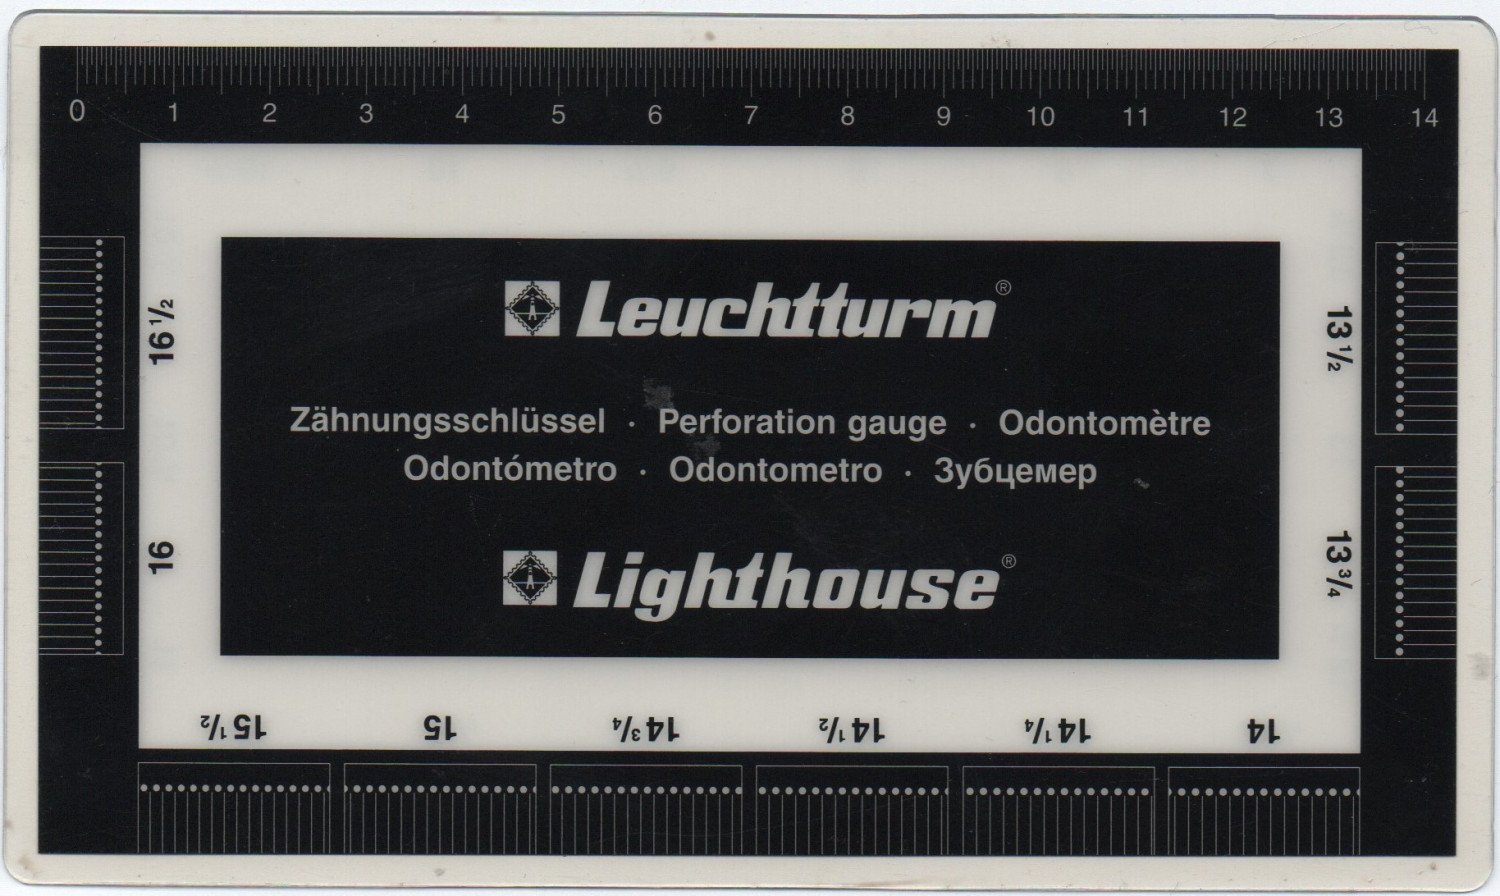 0 1 2 3 4 5 6 7 8 9 10 11 12 13 14
Leuchtturm®
Zähnungsschlüssel · Perforation gauge · Odontomètre
Odontómetro · Odontometro · Зубцемер
Lighthouse®
16 1/2
16
13 1/2
13 3/4
15 1/2
15
14 3/4
14 1/2
14 1/4
14